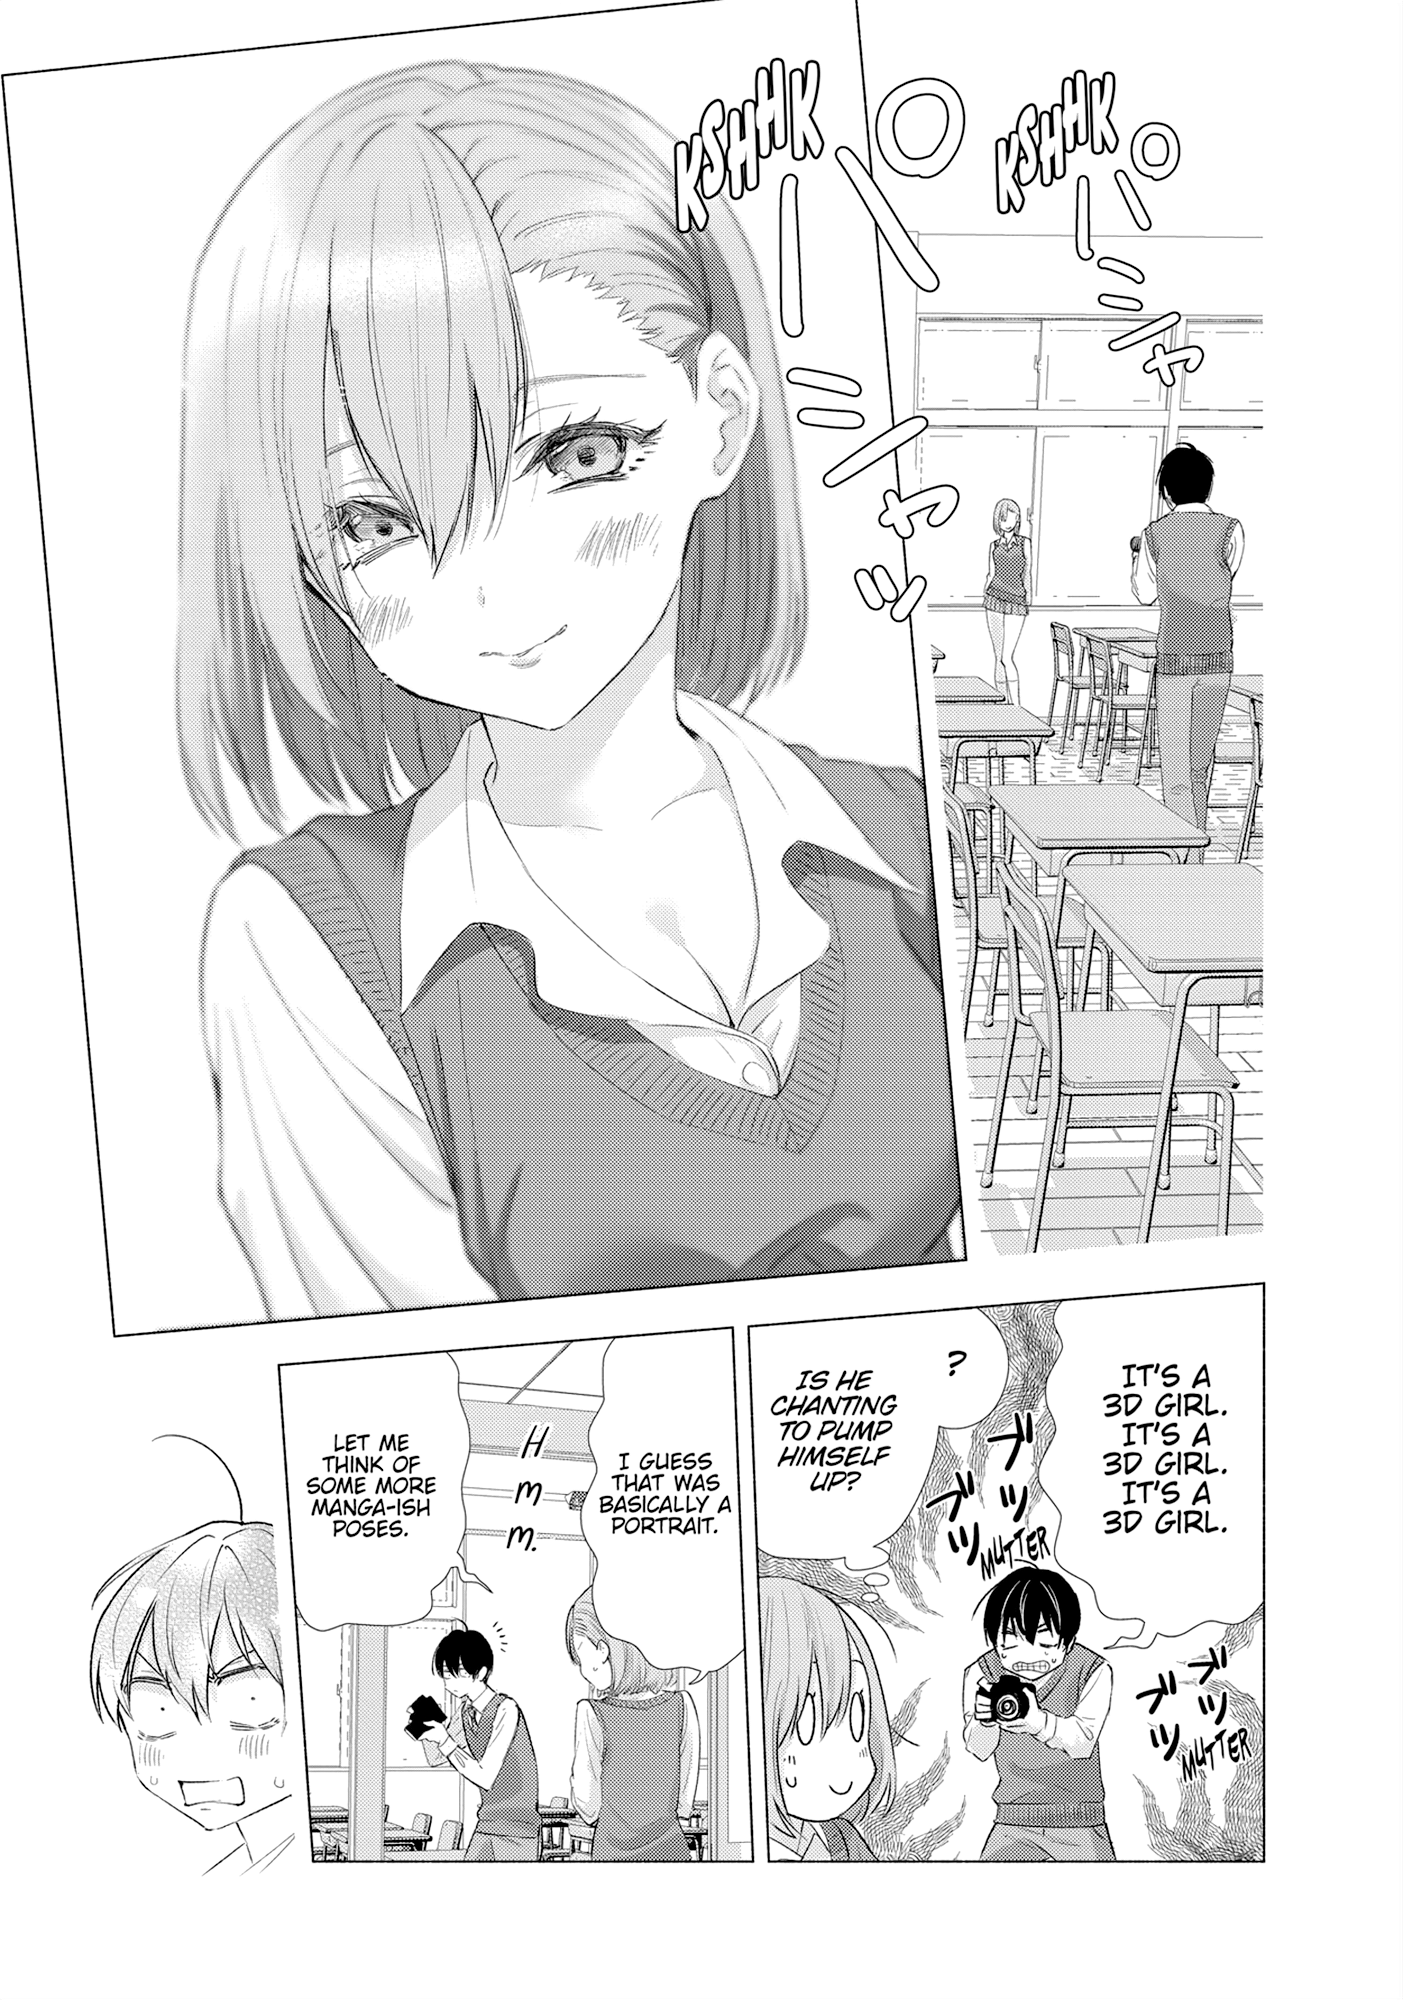 KSHHK
パシャ
KSHHK
パシャッ
IT'S A
3D GIRL.
IT'S A
3D GIRL.
IT'S A
3D GIRL.
?
IS HE
CHANTING
TO PUMP
HIMSELF
UP?
ブツ
ブツ
MUTTER
ブツ
ブツ
MUTTER
I GUESS
THAT WAS
BASICALLY A
PORTRAIT.
HMM.
LET ME
THINK OF
SOME MORE
MANGA-ISH
POSES.